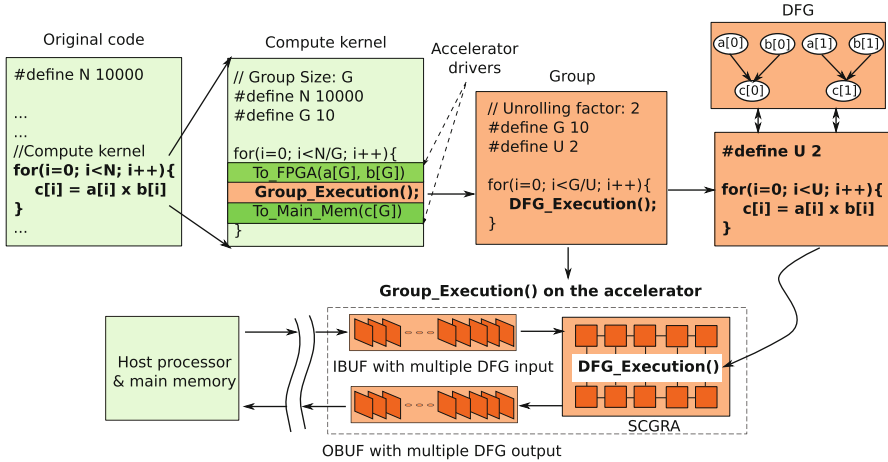 Original code
#define N 10000
...
...
//Compute kernel
for(i=0; i<N; i++){
c[i] = a[i] x b[i]
}
...
Compute kernel
// Group Size: G
#define N 10000
#define G 10
for(i=0; i<N/G; i++){
To_FPGA(a[G], b[G])
Group_Execution();
To_Main_Mem(c[G])
}
Accelerator
drivers
Group
// Unrolling factor: 2
#define G 10
#define U 2
for(i=0; i<G/U; i++){
DFG_Execution();
}
DFG
a[0] b[0] a[1] b[1]
c[0] c[1]
#define U 2
for(i=0; i<U; i++){
c[i] = a[i] x b[i]
}
Group_Execution() on the accelerator
Host processor
& main memory
IBUF with multiple DFG input
DFG_Execution()
SCGRA
OBUF with multiple DFG output